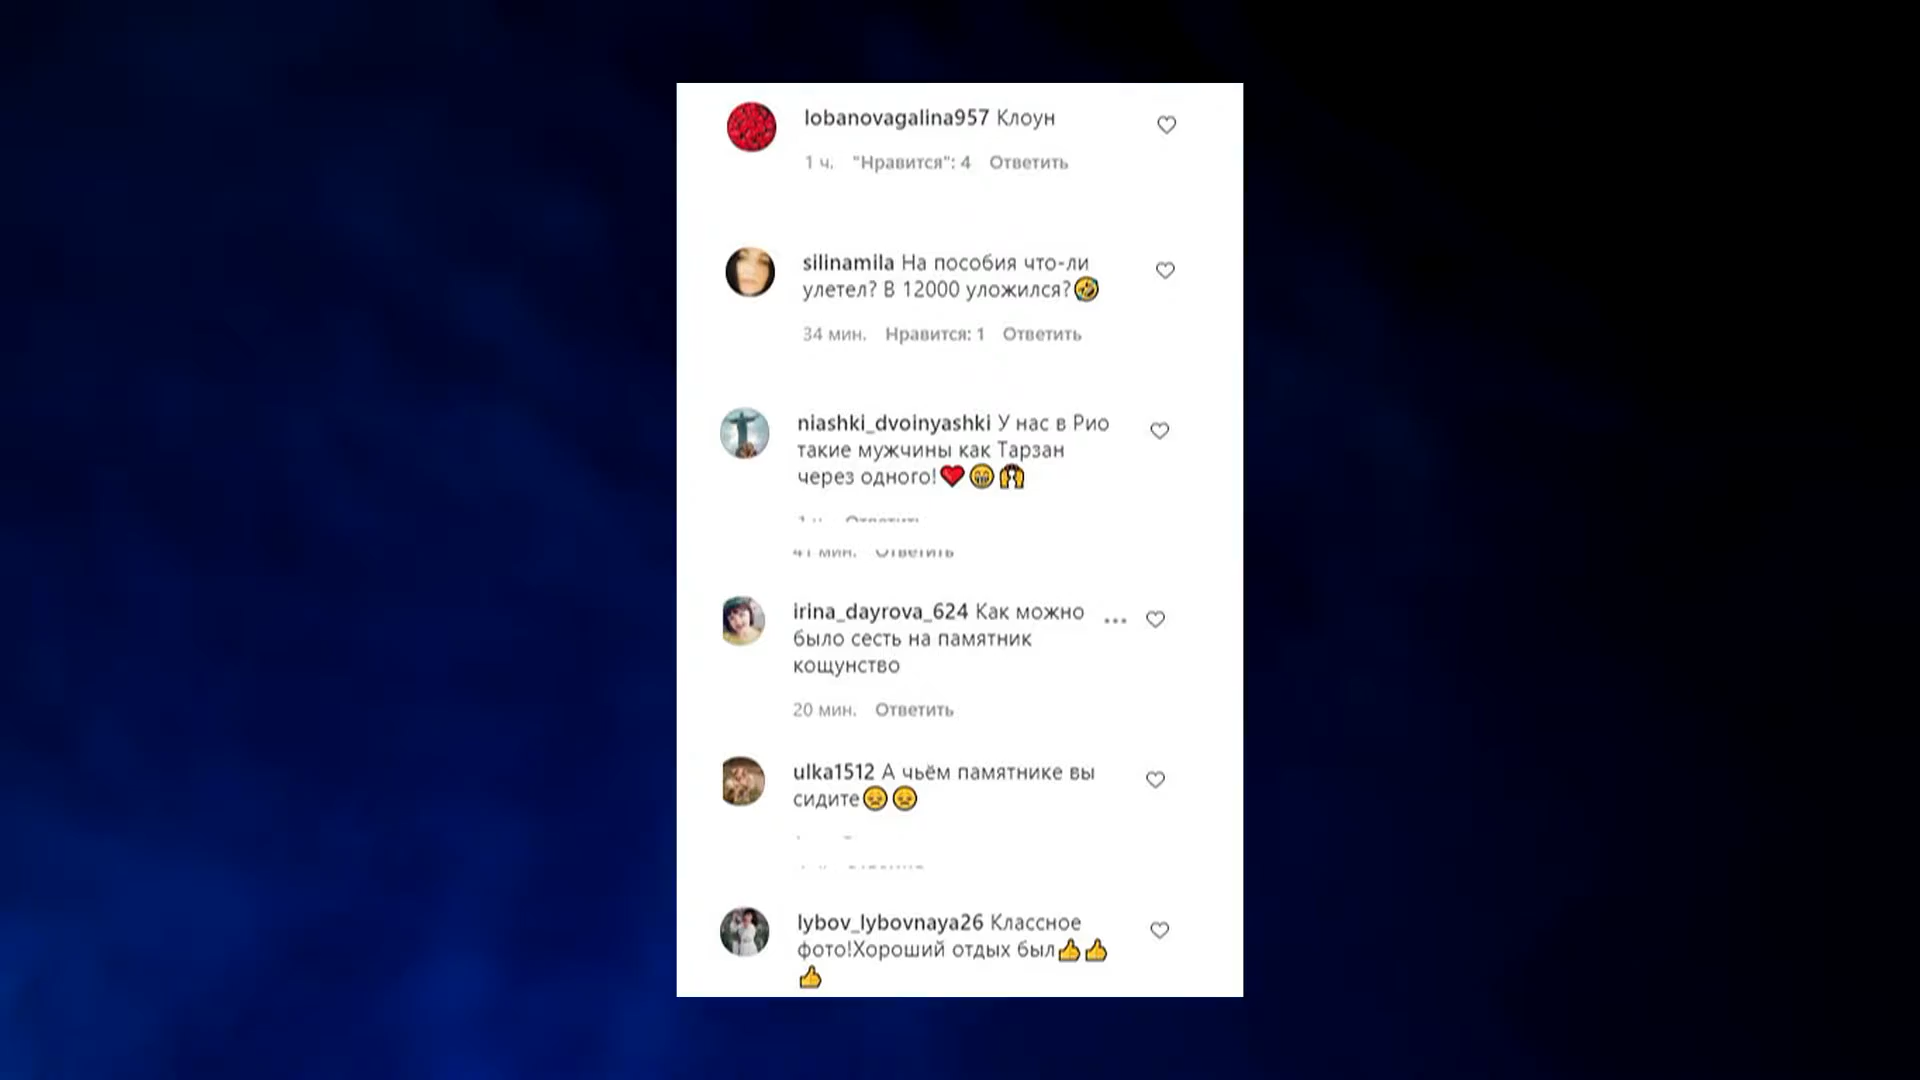 lobanovagalina957 Клоун
1 ч. "Нравится": 4 Ответить
silinamila На пособия что-ли
улетел? В 12000 уложился?🤣
34 мин. Нравится: 1 Ответить
niashki_dvoinyashki У нас в Рио
такие мужчины как Тарзан
через одного!❤️😁🙌
1 ч. Ответить
41 мин. Ответить
irina_dayrova_624 Как можно
было сесть на памятник
кощунство
20 мин. Ответить
ulka1512 А чьём памятнике вы
сидите😞😞
lybov_lybovnaya26 Классное
фото!Хороший отдых был👍👍
👍